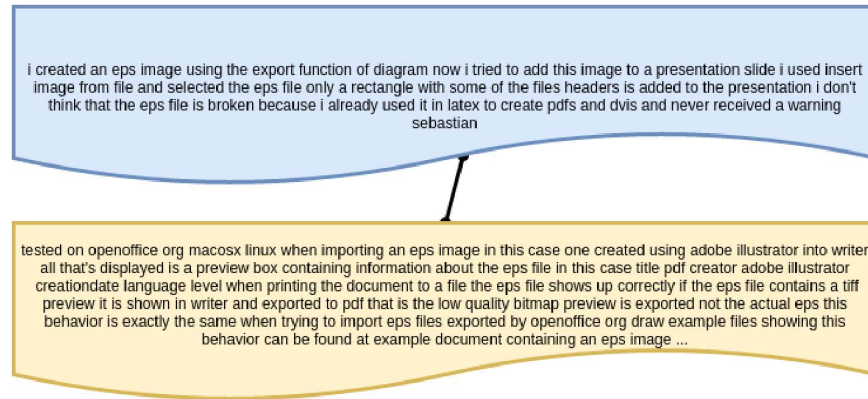 i created an eps image using the export function of diagram now i tried to add this image to a presentation slide i used insert
image from file and selected the eps file only a rectangle with some of the files headers is added to the presentation i don't
think that the eps file is broken because i already used it in latex to create pdfs and dvis and never received a warning
sebastian
tested on openoffice org macosx linux when importing an eps image in this case one created using adobe illustrator into writer
all that's displayed is a preview box containing information about the eps file in this case title pdf creator adobe illustrator
creationdate language level when printing the document to a file the eps file shows up correctly if the eps file contains a tiff
preview it is shown in writer and exported to pdf that is the low quality bitmap preview is exported not the actual eps this
behavior is exactly the same when trying to import eps files exported by openoffice org draw example files showing this
behavior can be found at example document containing an eps image ...